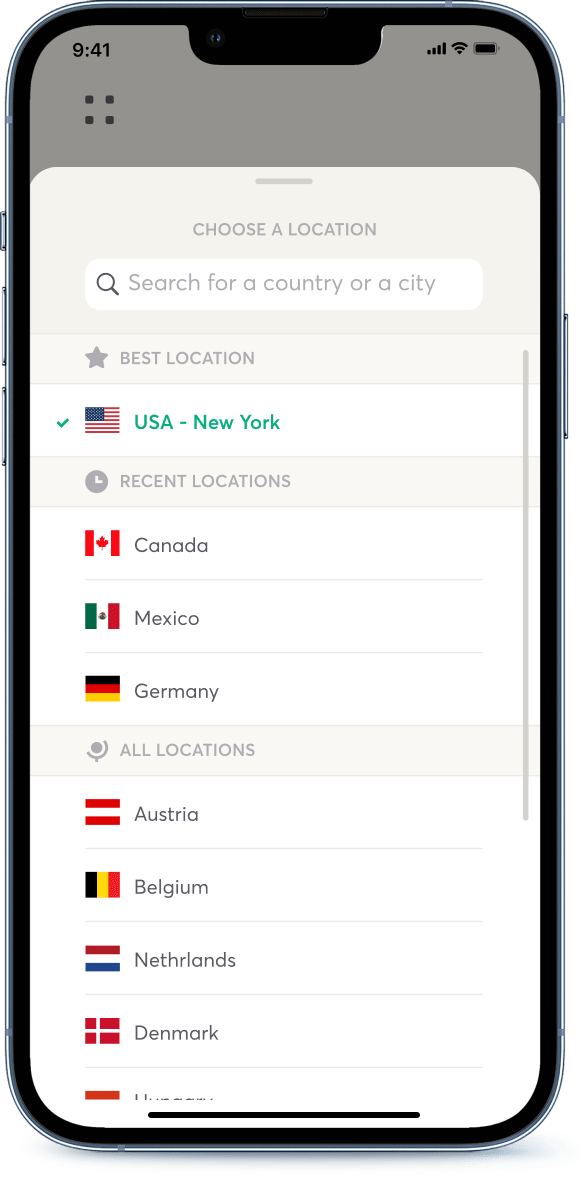 9:41
CHOOSE A LOCATION
Search for a country or a city
BEST LOCATION
USA - New York
RECENT LOCATIONS
Canada
Mexico
Germany
ALL LOCATIONS
Austria
Belgium
Nethrlands
Denmark
Hungary